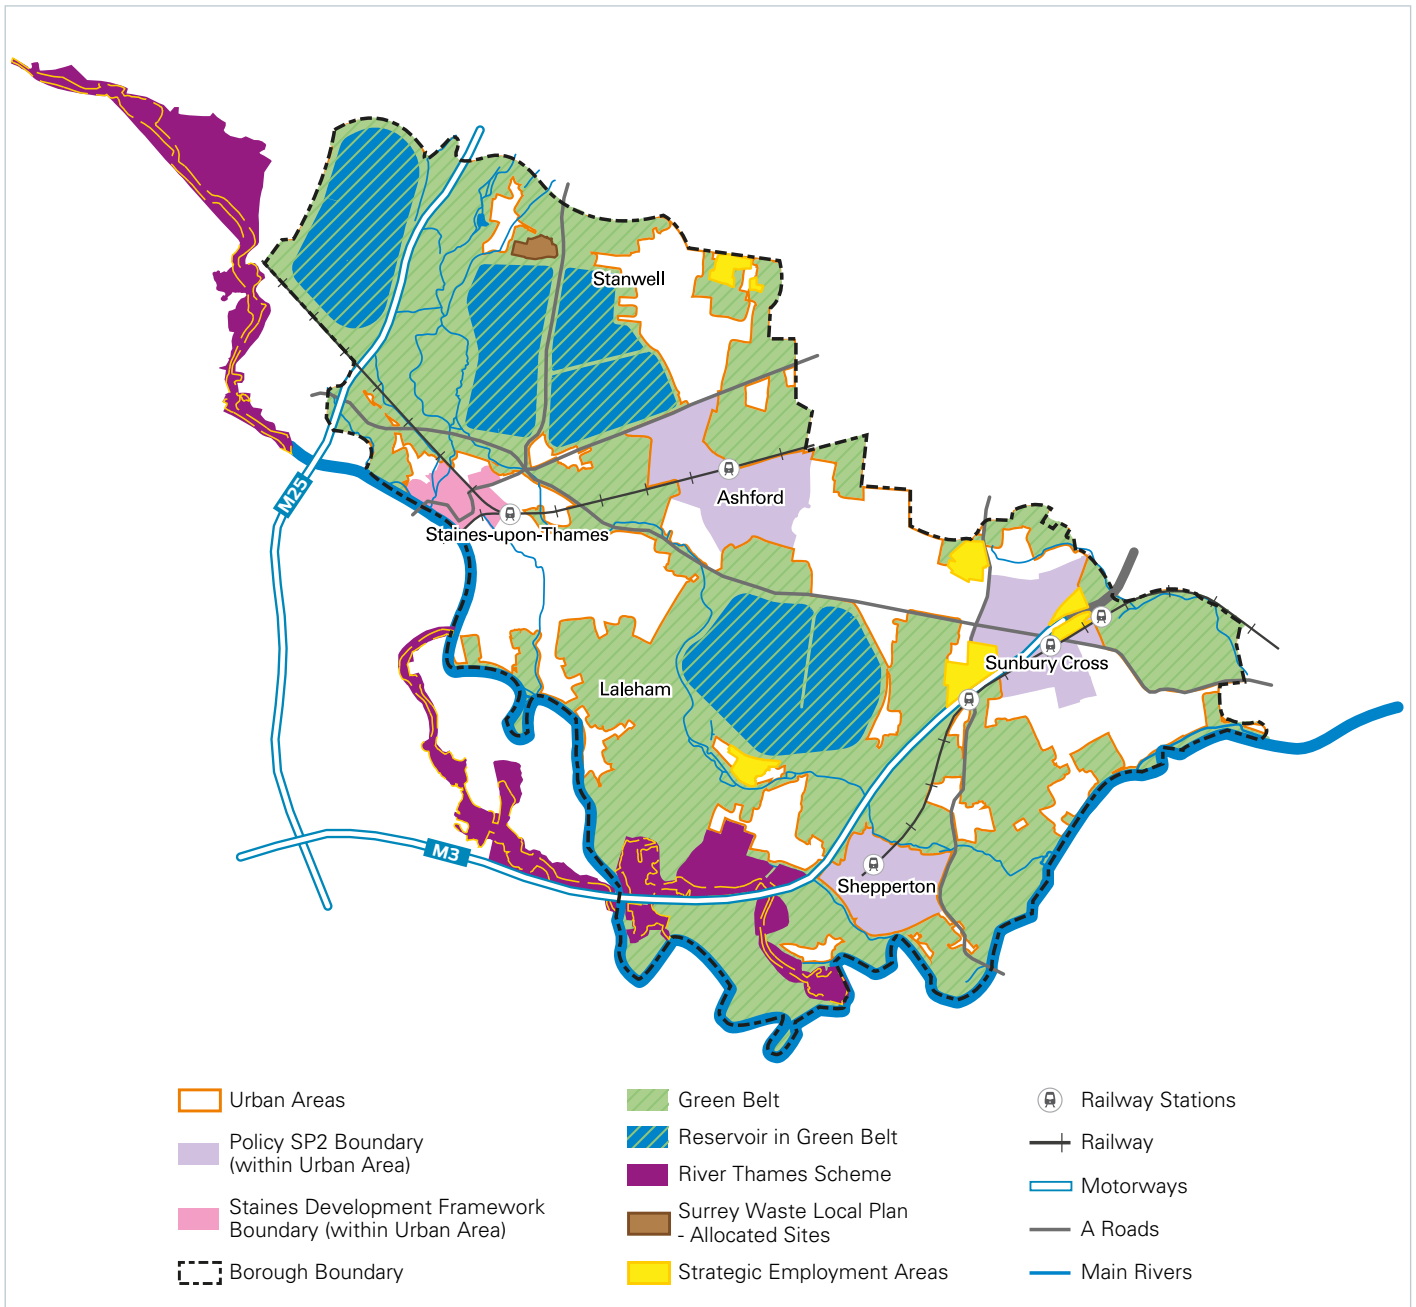 Stanwell
Ashford
M25
Staines-upon-Thames
Sunbury Cross
Laleham
M3
Shepperton
Urban Areas
Policy SP2 Boundary
(within Urban Area)
Staines Development Framework
Boundary (within Urban Area)
Borough Boundary
Green Belt
Reservoir in Green Belt
River Thames Scheme
Surrey Waste Local Plan
- Allocated Sites
Strategic Employment Areas
Railway Stations
Railway
Motorways
A Roads
Main Rivers